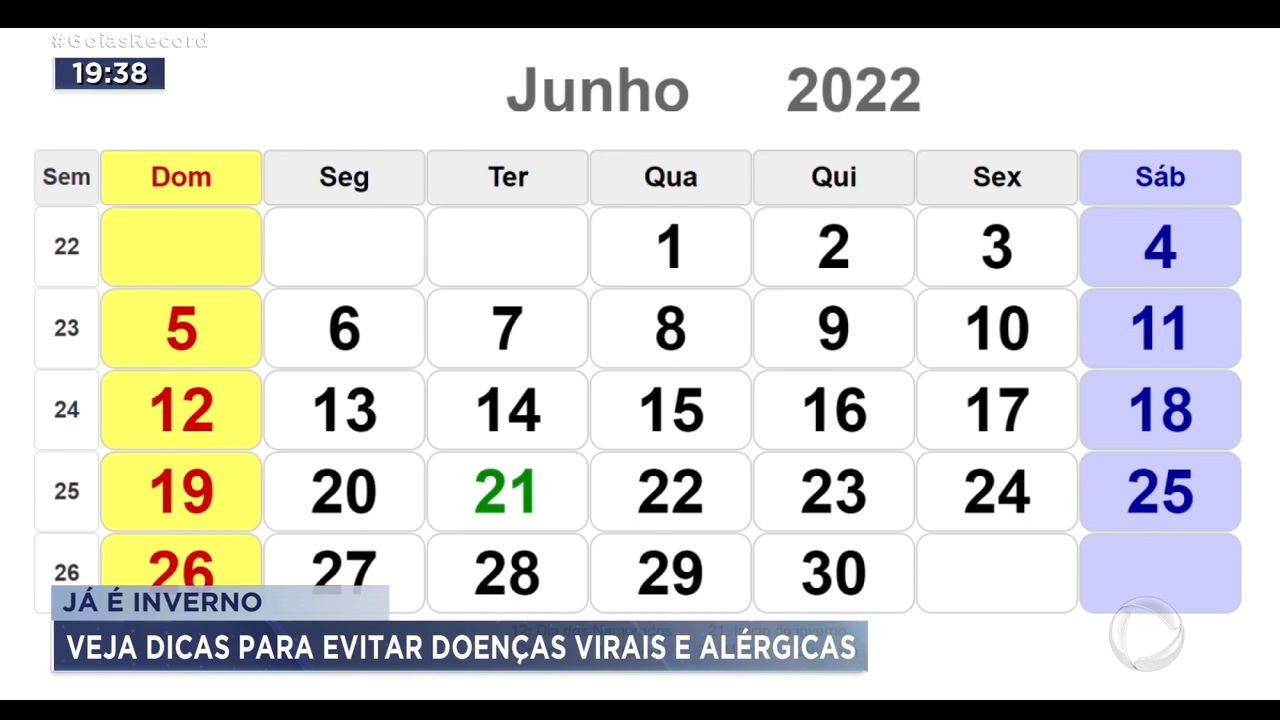 #GoiasRecord
19:38
Junho 2022
Sem Dom Seg Ter Qua Qui Sex Sáb
22 1 2 3 4
23 5 6 7 8 9 10 11
24 12 13 14 15 16 17 18
25 19 20 21 22 23 24 25
26 26 27 28 29 30
JÁ É INVERNO
VEJA DICAS PARA EVITAR DOENÇAS VIRAIS E ALÉRGICAS